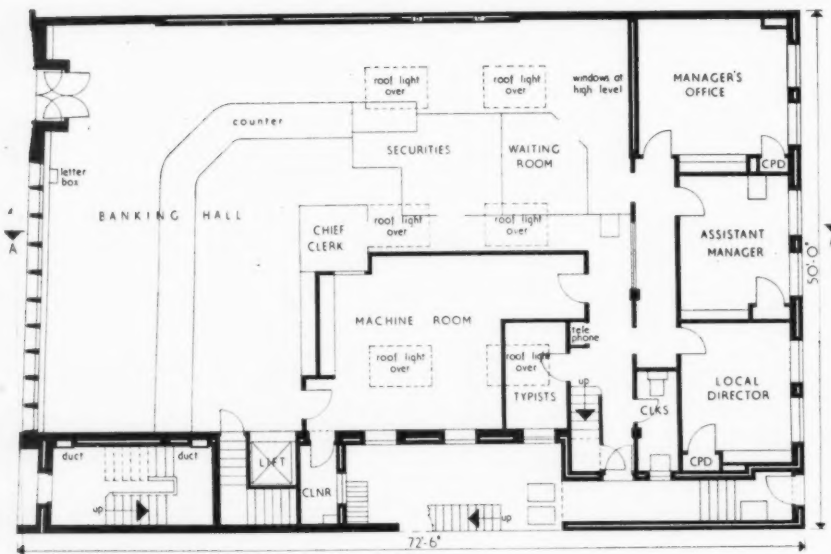 roof light
over
roof light
over
windows at
high level
MANAGER'S
OFFICE
counter
SECURITIES
WAITING
ROOM
CPD
letter
box
BANKING HALL
CHIEF
CLERK
roof light
over
roof light
over
ASSISTANT
MANAGER
A
50'-0"
MACHINE ROOM
tele
phone
roof light
over
roof light
over
TYPISTS
up
CLKS
LOCAL
DIRECTOR
duct
duct
LIFT
CLNR
CPD
up
up
72'-6"